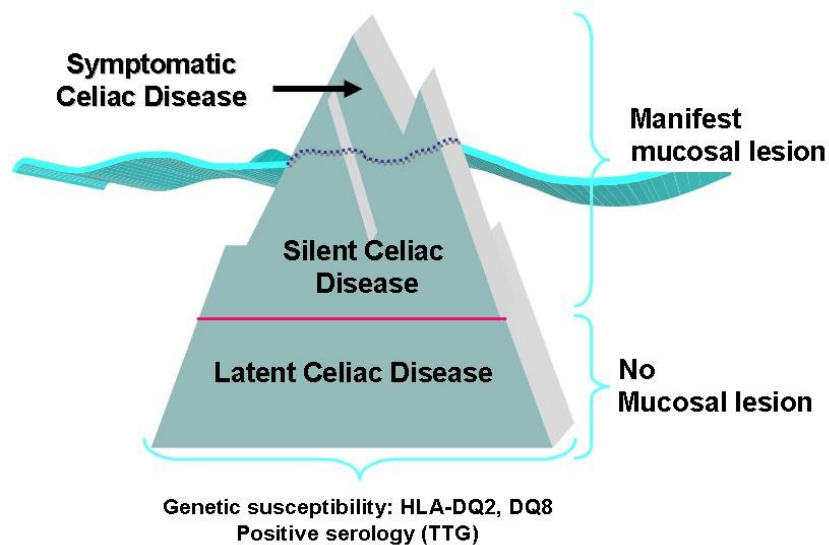 Symptomatic
Celiac Disease
Manifest
mucosal lesion
Silent Celiac
Disease
Latent Celiac Disease
No
Mucosal lesion
Genetic susceptibility: HLA-DQ2, DQ8
Positive serology (TTG)